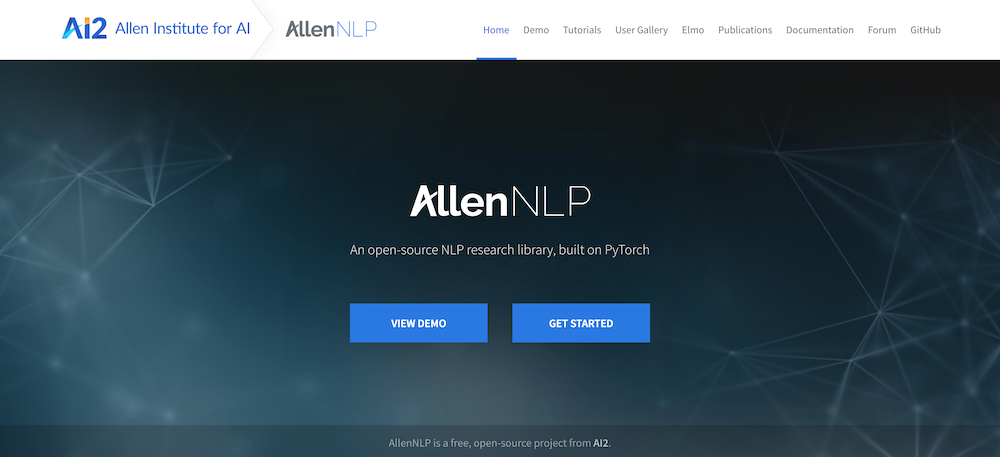 Ai2 Allen Institute for AI AllenNLP Home Demo Tutorials User Gallery Elmo Publications Documentation Forum GitHub
AllenNLP
An open-source NLP research library, built on PyTorch
VIEW DEMO GET STARTED
AllenNLP is a free, open-source project from AI2.